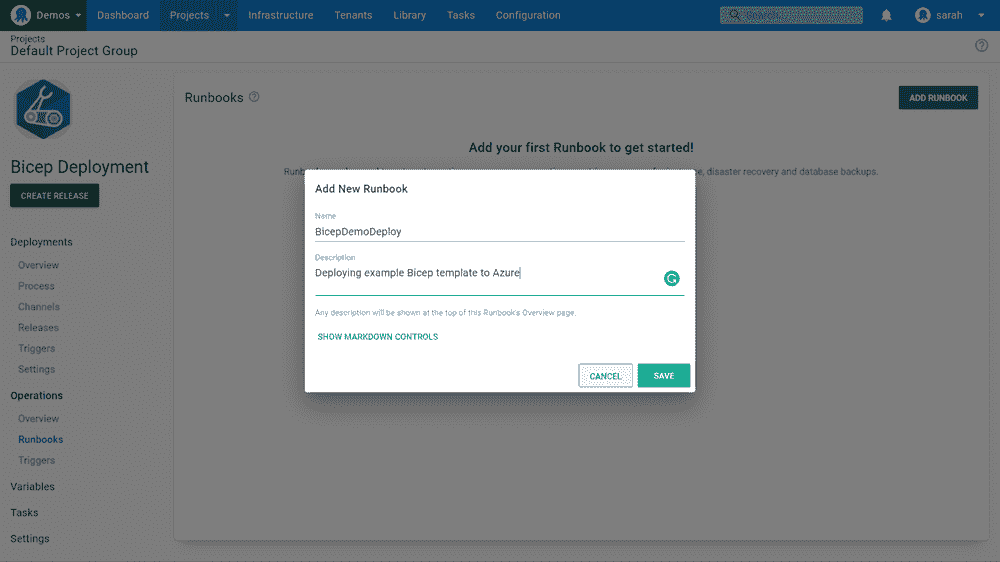 Demos
Dashboard
Projects
Infrastructure
Tenants
Library
Tasks
Configuration
sarah
Projects
Default Project Group
Bicep Deployment
CREATE RELEASE
Deployments
Overview
Process
Channels
Releases
Triggers
Settings
Operations
Overview
Runbooks
Triggers
Variables
Tasks
Settings
Runbooks
ADD RUNBOOK
Add your first Runbook to get started!
disaster recovery and database backups.
Add New Runbook
Name
BicepDemoDeploy
Description
Deploying example Bicep template to Azure
Any description will be shown at the top of this Runbook's Overview page.
SHOW MARKDOWN CONTROLS
CANCEL
SAVE